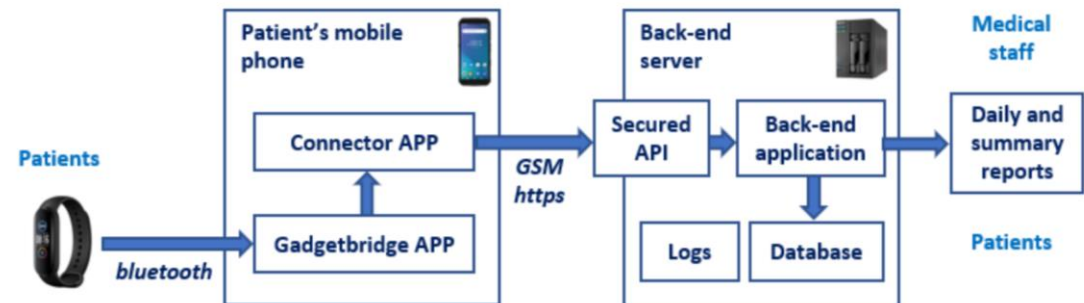 Patients
bluetooth
Patient's mobile
phone
Connector APP
Gadgetbridge APP
GSM
https
Back-end
server
Secured
API
Back-end
application
Logs
Database
Medical
staff
Daily and
summary
reports
Patients